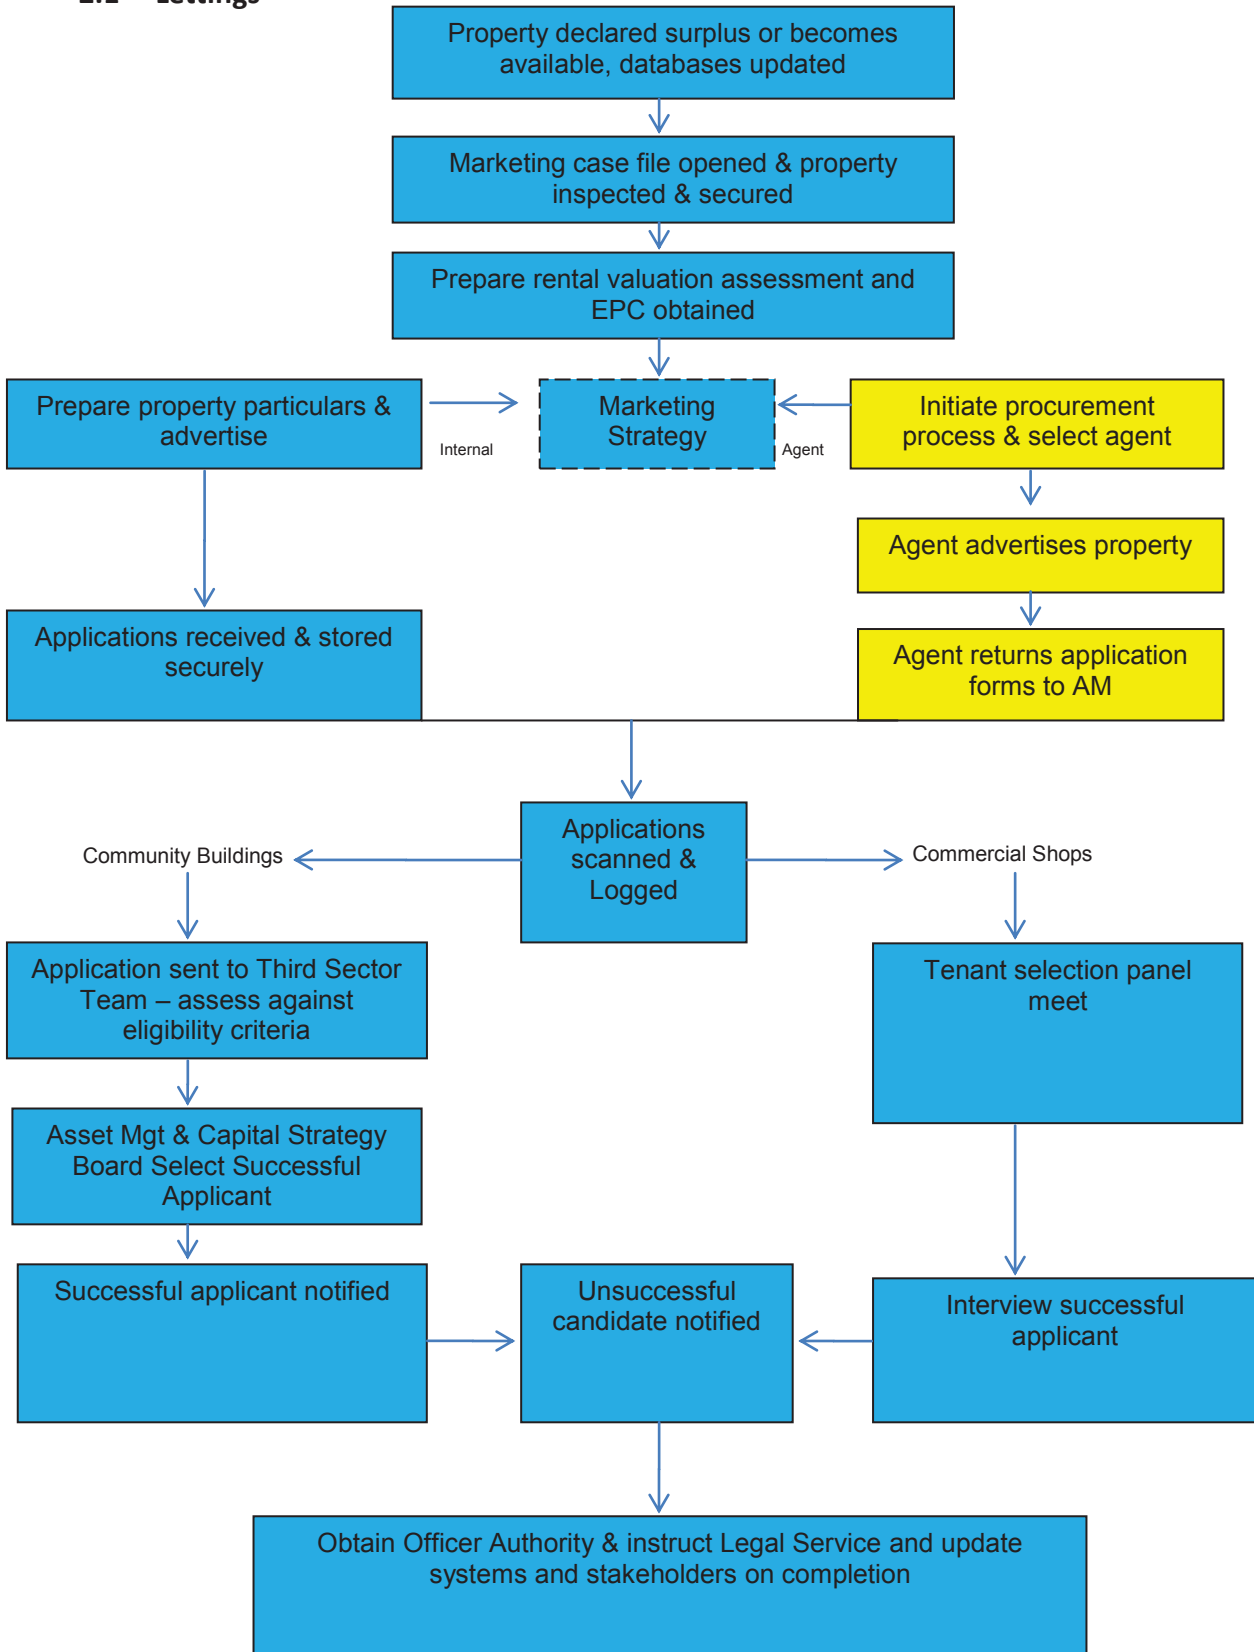 Property declared surplus or becomes
available, databases updated
Marketing case file opened & property
inspected & secured
Prepare rental valuation assessment and
EPC obtained
Prepare property particulars &
advertise
Internal
Marketing
Strategy
Agent
Initiate procurement
process & select agent
Agent advertises property
Applications received & stored
securely
Agent returns application
forms to AM
Applications
scanned &
Logged
Community Buildings
Commercial Shops
Application sent to Third Sector
Team – assess against
eligibility criteria
Tenant selection panel
meet
Asset Mgt & Capital Strategy
Board Select Successful
Applicant
Successful applicant notified
Unsuccessful
candidate notified
Interview successful
applicant
Obtain Officer Authority & instruct Legal Service and update
systems and stakeholders on completion